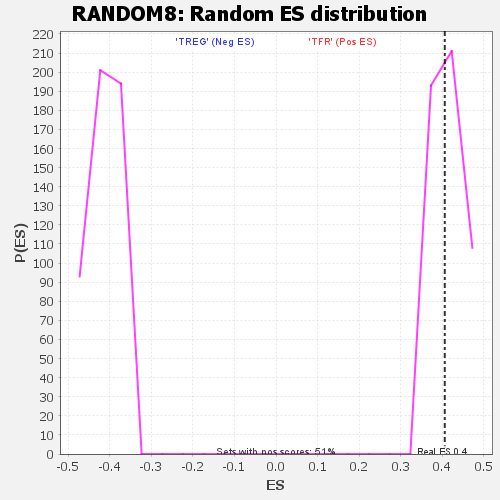 RANDOM8: Random ES distribution
'TREG' (Neg ES)
'TFR' (Pos ES)
220
210
200
190
180
170
160
150
140
130
120
110
100
90
80
70
60
50
40
30
20
10
0
P(ES)
Sets with pos scores: 51%
Real ES 0.4
-0.5 -0.4 -0.3 -0.2 -0.1 0.0 0.1 0.2 0.3 0.4 0.5
ES